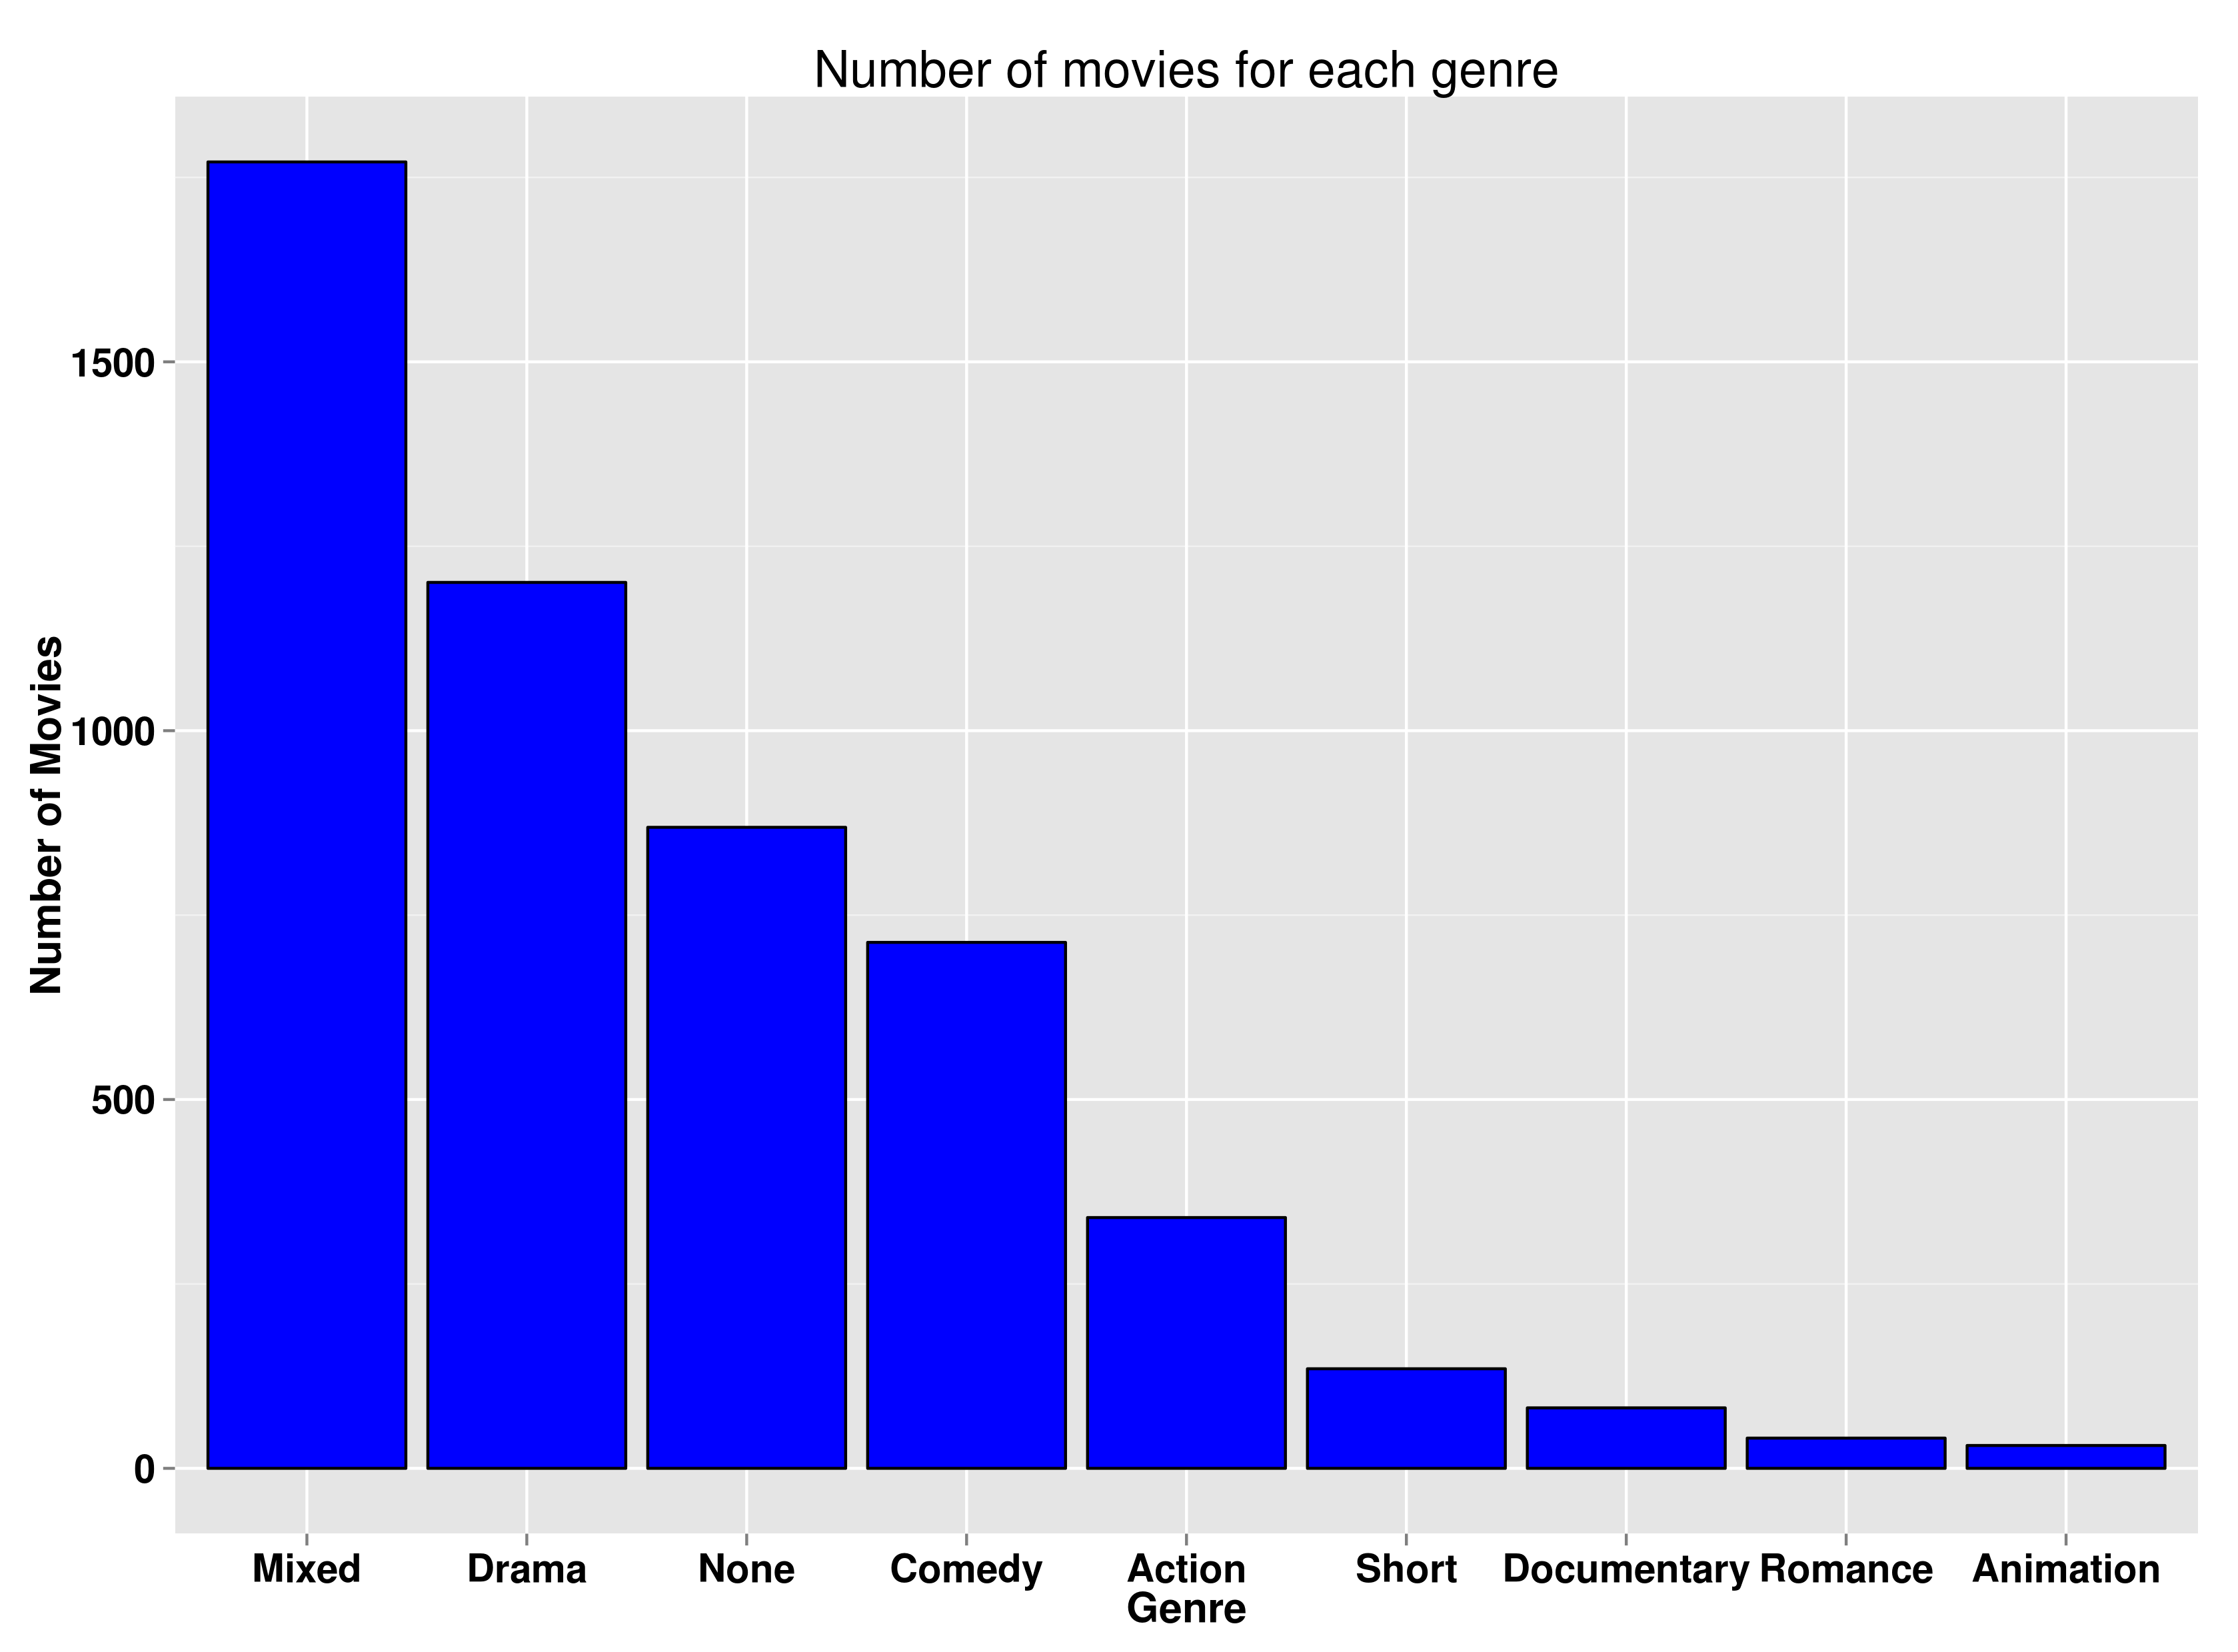 Number of movies for each genre
Number of Movies
1500
1000
500
0
Mixed Drama None Comedy Action Short Documentary Romance Animation
Genre